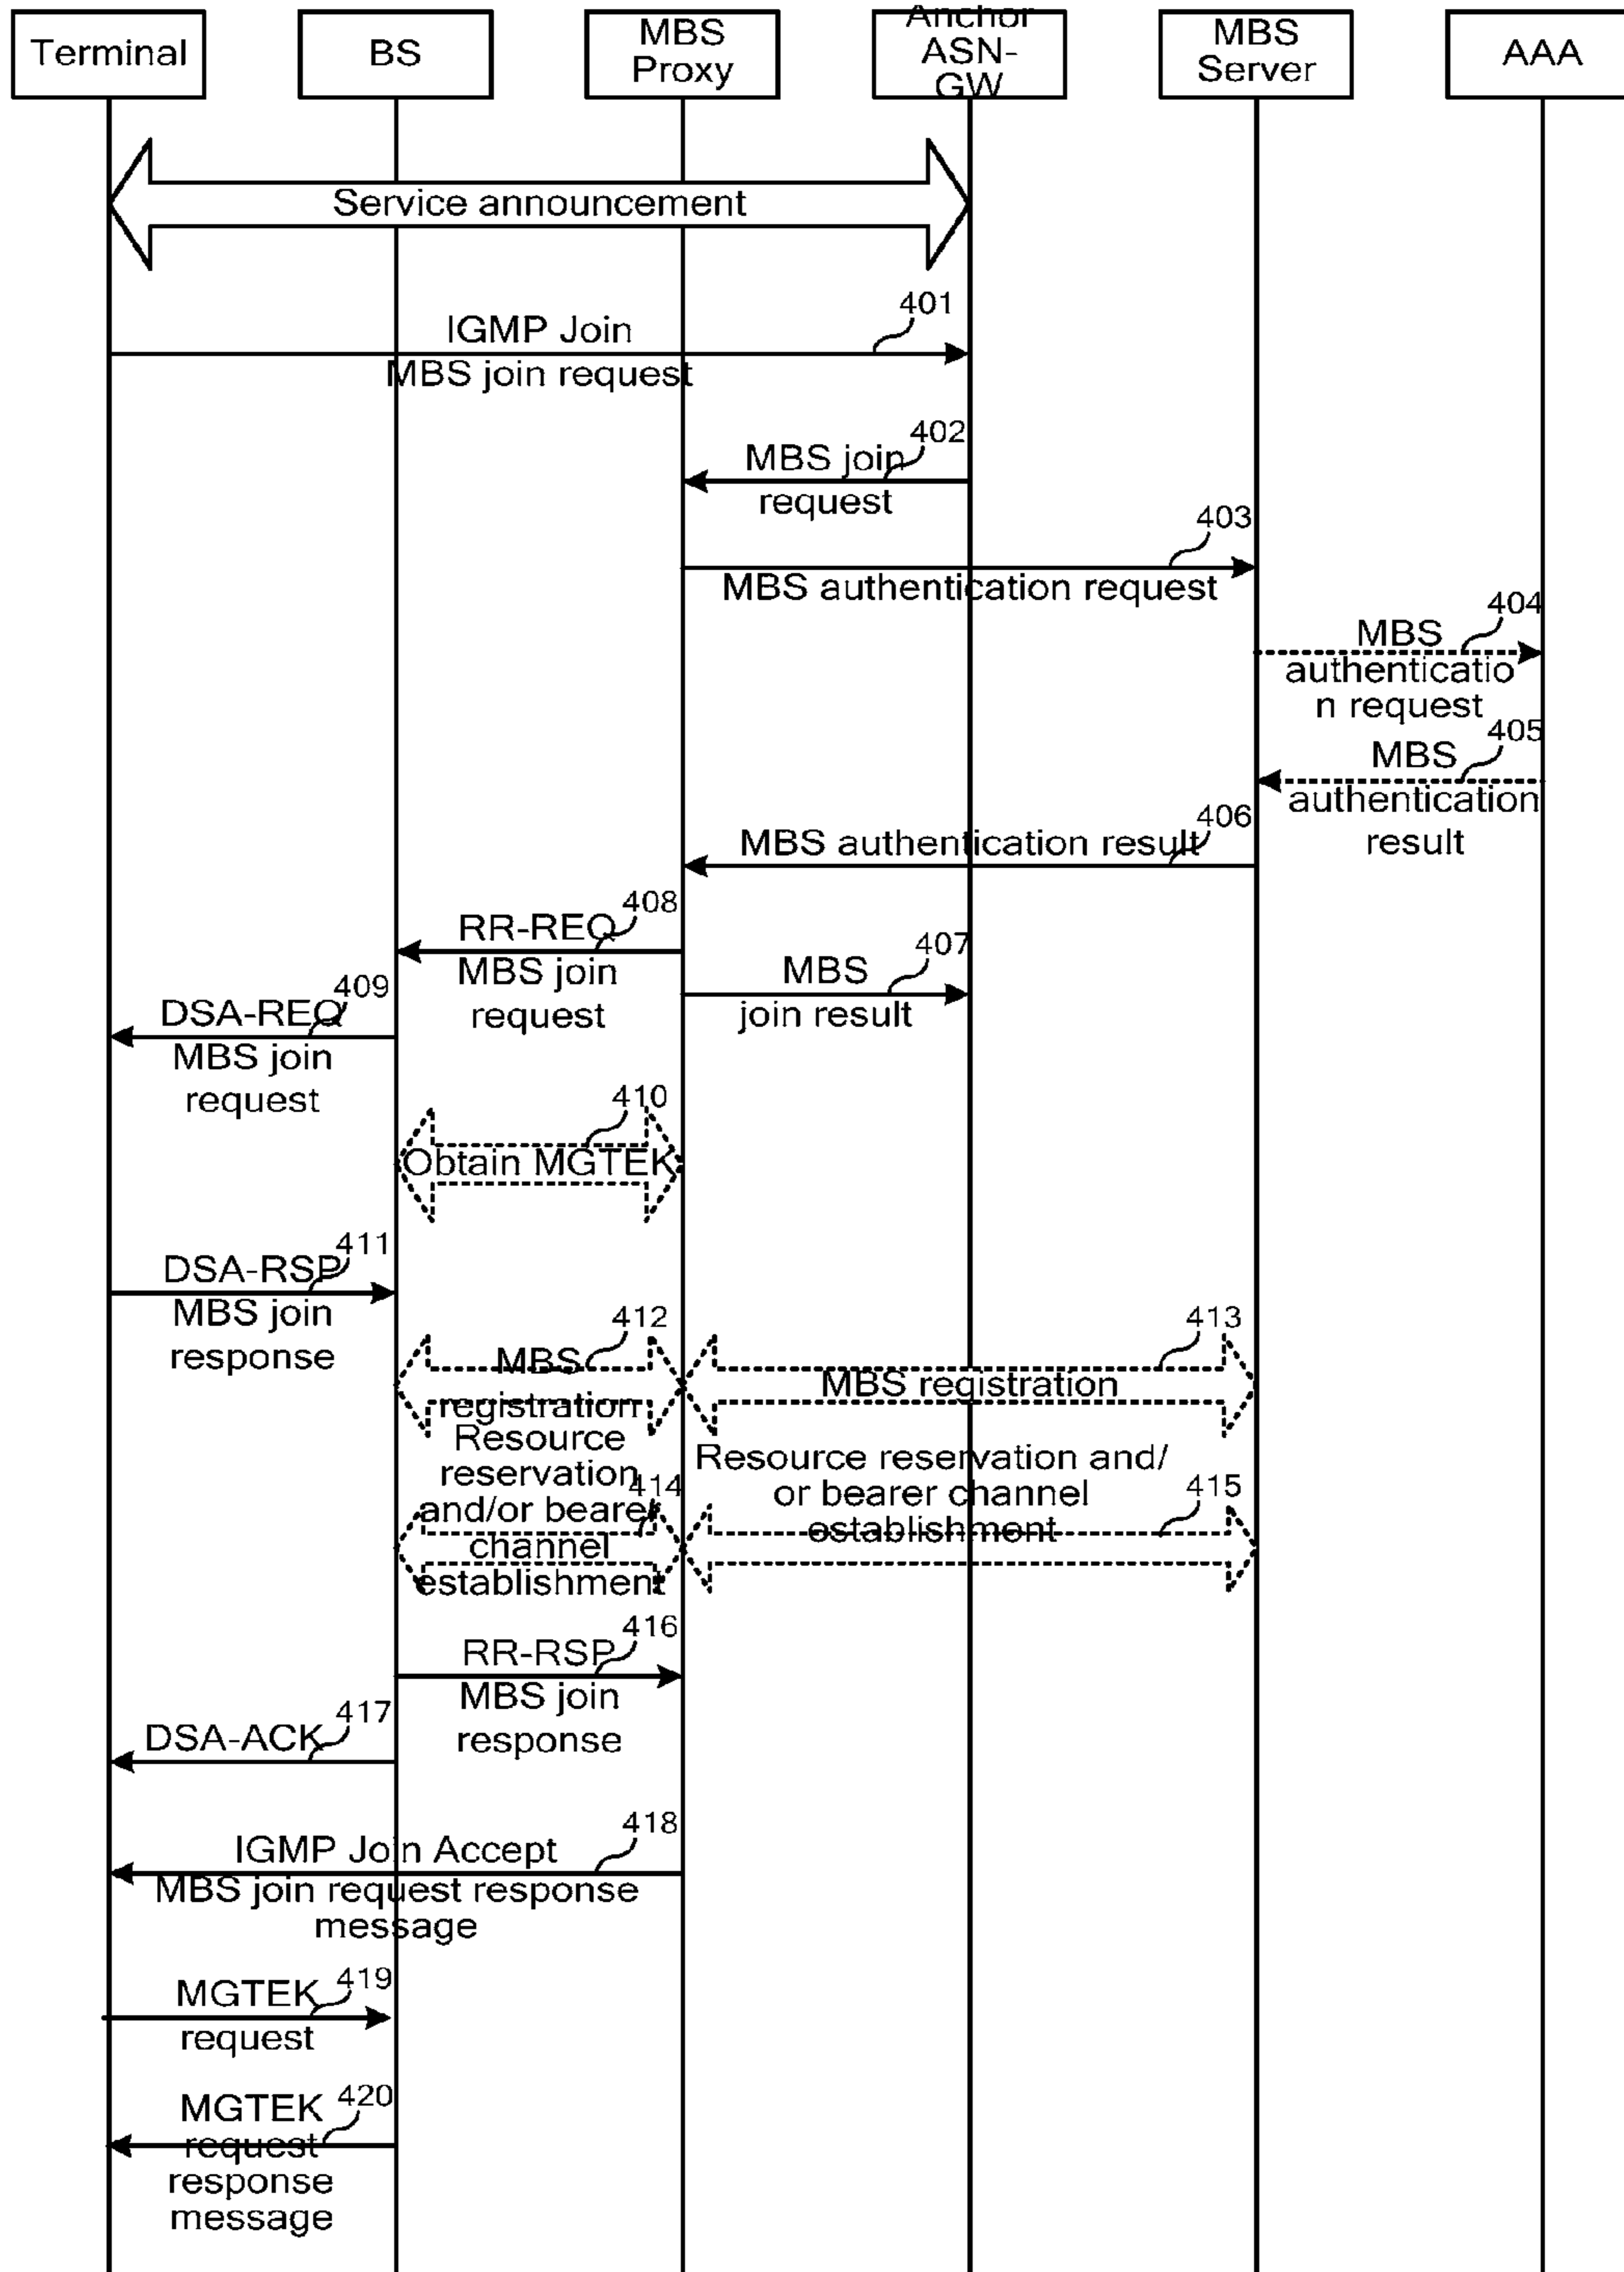 Terminal
BS
MBS
Proxy
Anchor
ASN-
GW
MBS
Server
AAA
Service announcement
401
IGMP Join
MBS join request
402
MBS join
request
403
MBS authentication request
404
MBS
authenticatio
n request
405
MBS
authentication
result
406
MBS authentication result
408
RR-REQ
MBS join
request
407
MBS
join result
409
DSA-REQ
MBS join
request
410
Obtain MGTEK
411
DSA-RSP
MBS join
response
412
MBS
registration
413
MBS registration
Resource
reservation
and/or bearer
channel
establishment
414
Resource reservation and/
or bearer channel
establishment
415
416
RR-RSP
MBS join
response
417
DSA-ACK
418
IGMP Join Accept
MBS join request response
message
419
MGTEK
request
420
MGTEK
request
response
message